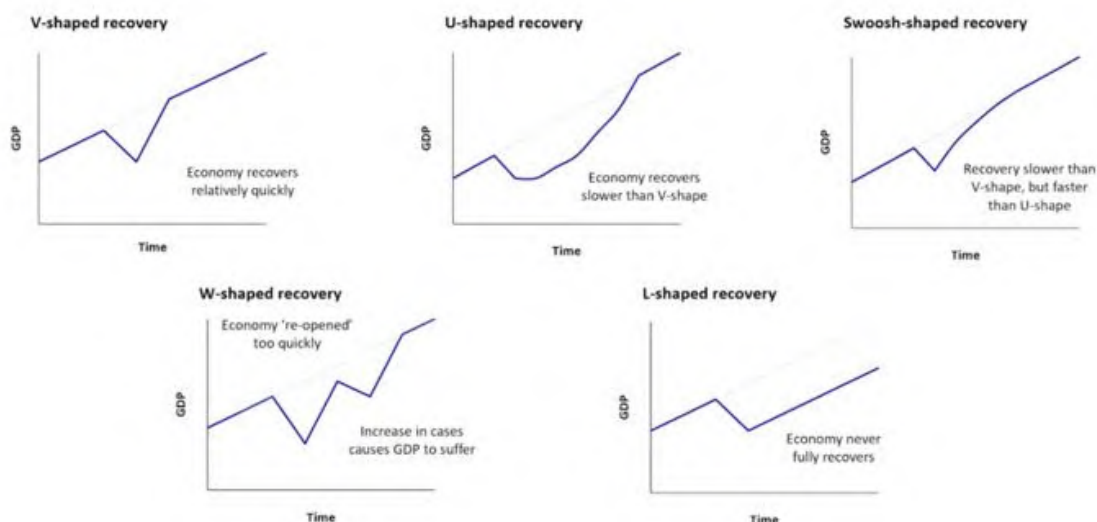 V-shaped recovery
GDP
Economy recovers
relatively quickly
Time
U-shaped recovery
GDP
Economy recovers
slower than V-shape
Time
Swoosh-shaped recovery
GDP
Recovery slower than
V-shape, but faster
than U-shape
Time
W-shaped recovery
Economy 're-opened'
too quickly
GDP
Increase in cases
causes GDP to suffer
Time
L-shaped recovery
GDP
Economy never
fully recovers
Time